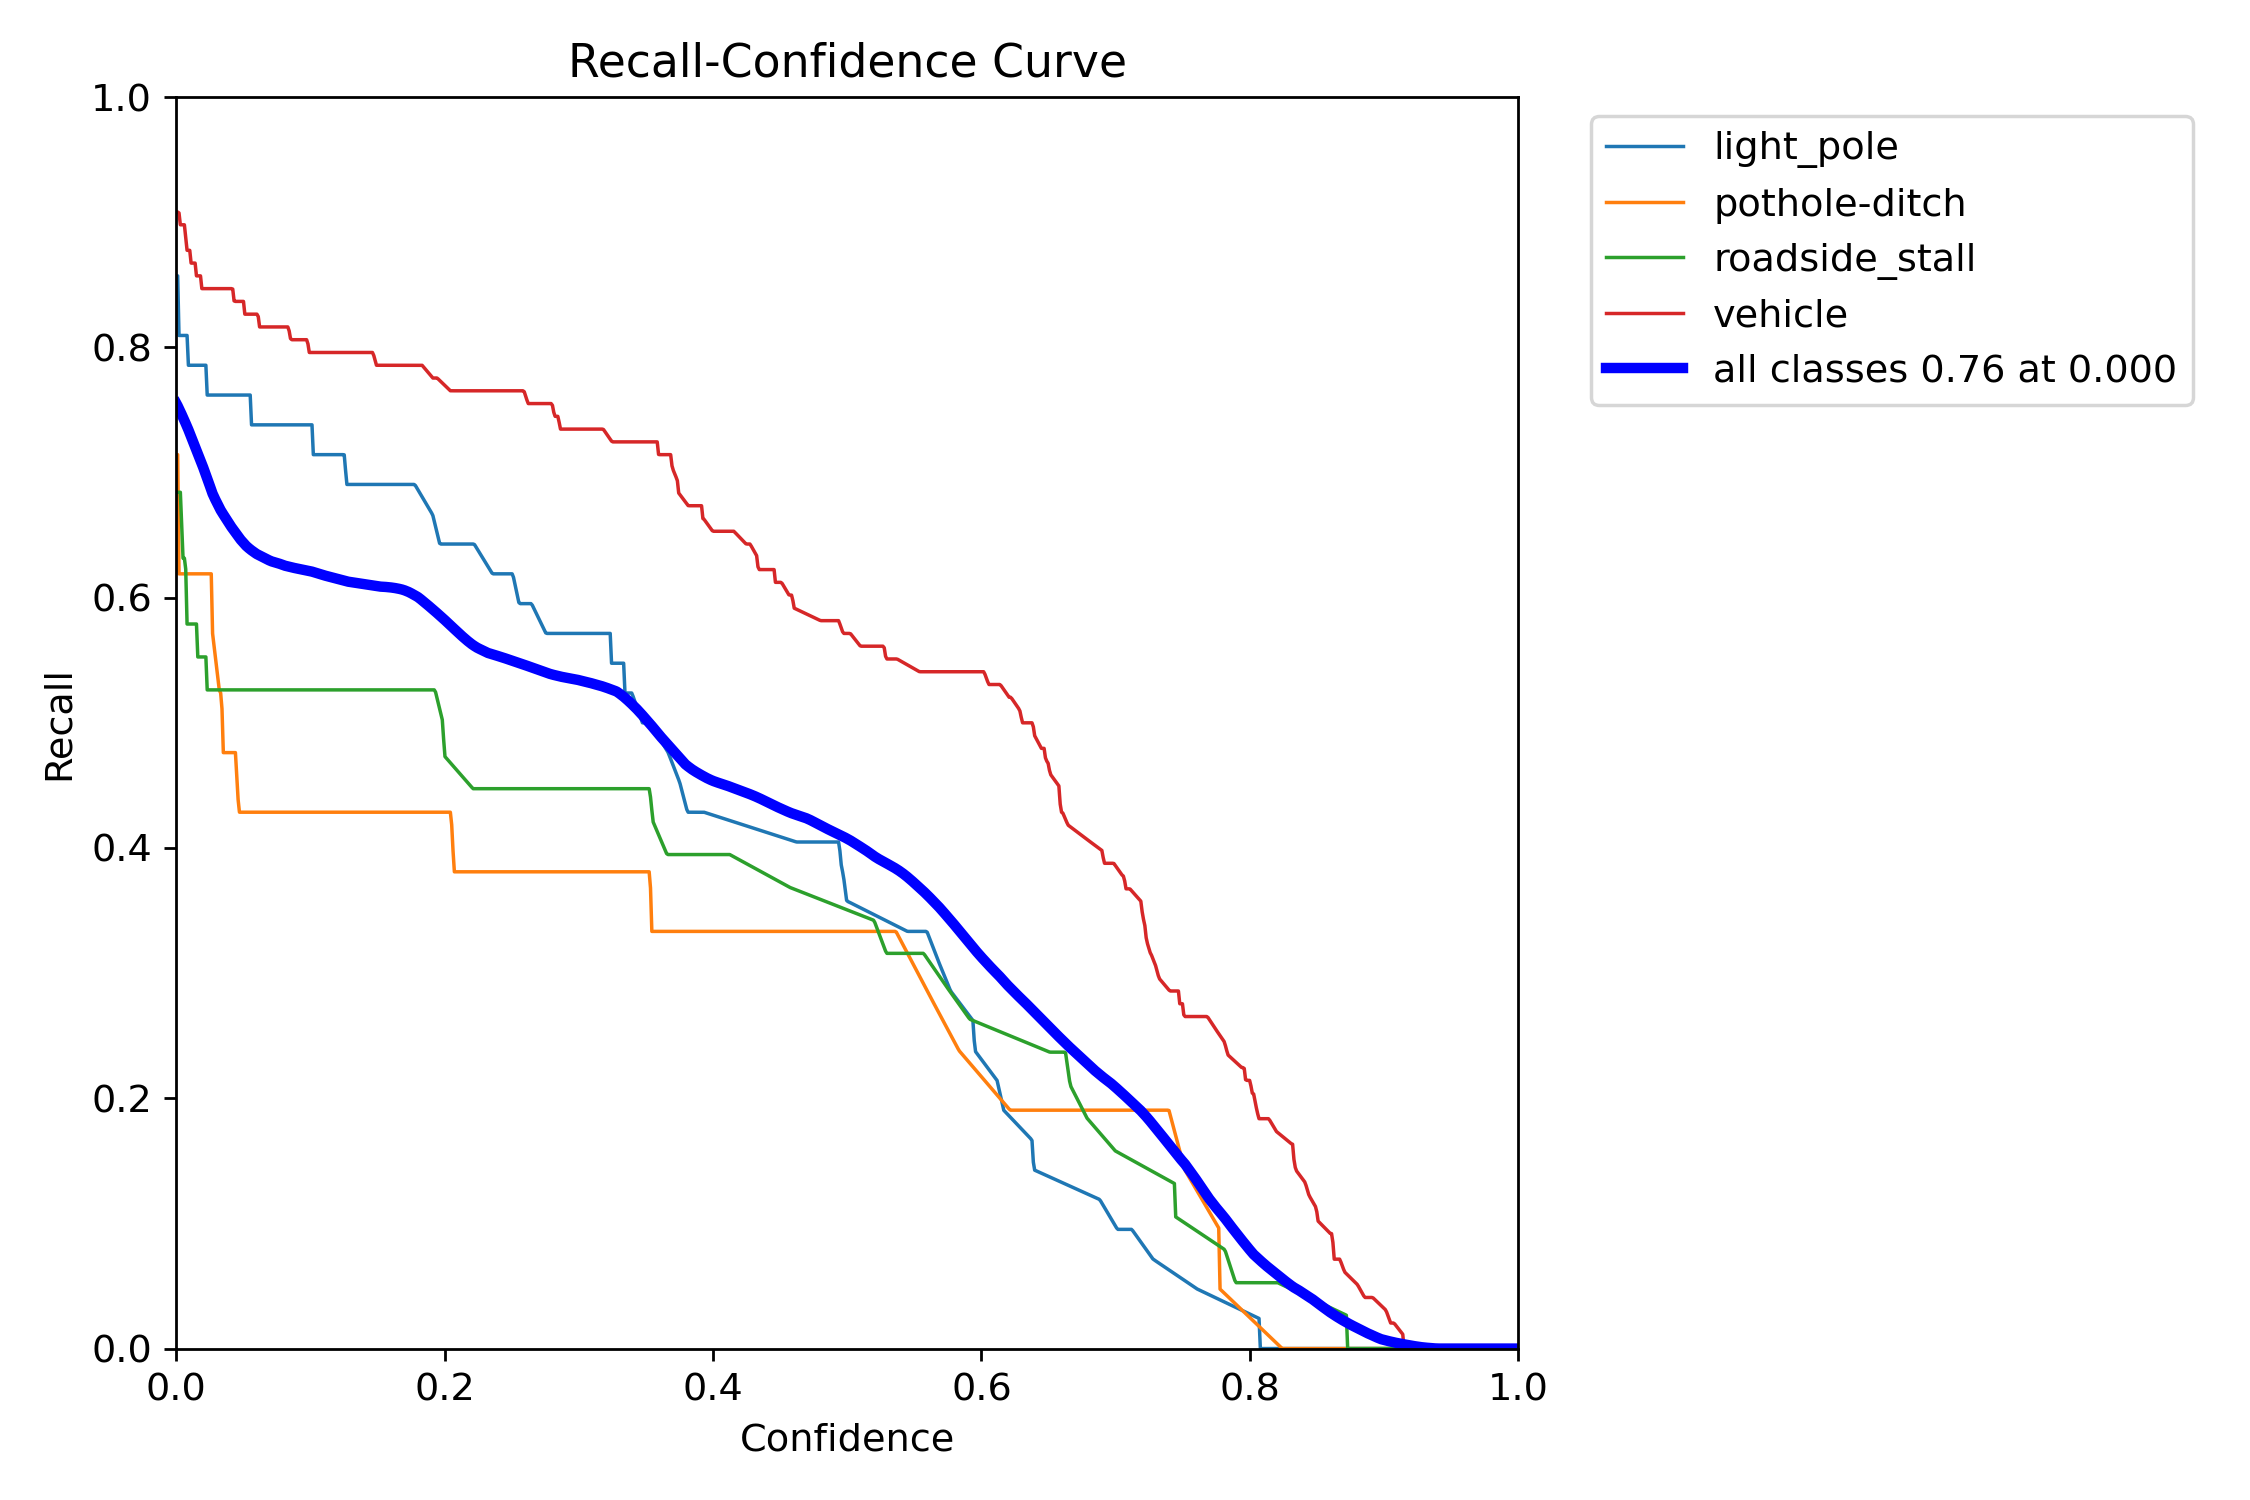 Recall-Confidence Curve
1.0
0.8
0.6
0.4
0.2
0.0
Recall
0.0 0.2 0.4 0.6 0.8 1.0
Confidence
light_pole
pothole-ditch
roadside_stall
vehicle
all classes 0.76 at 0.000